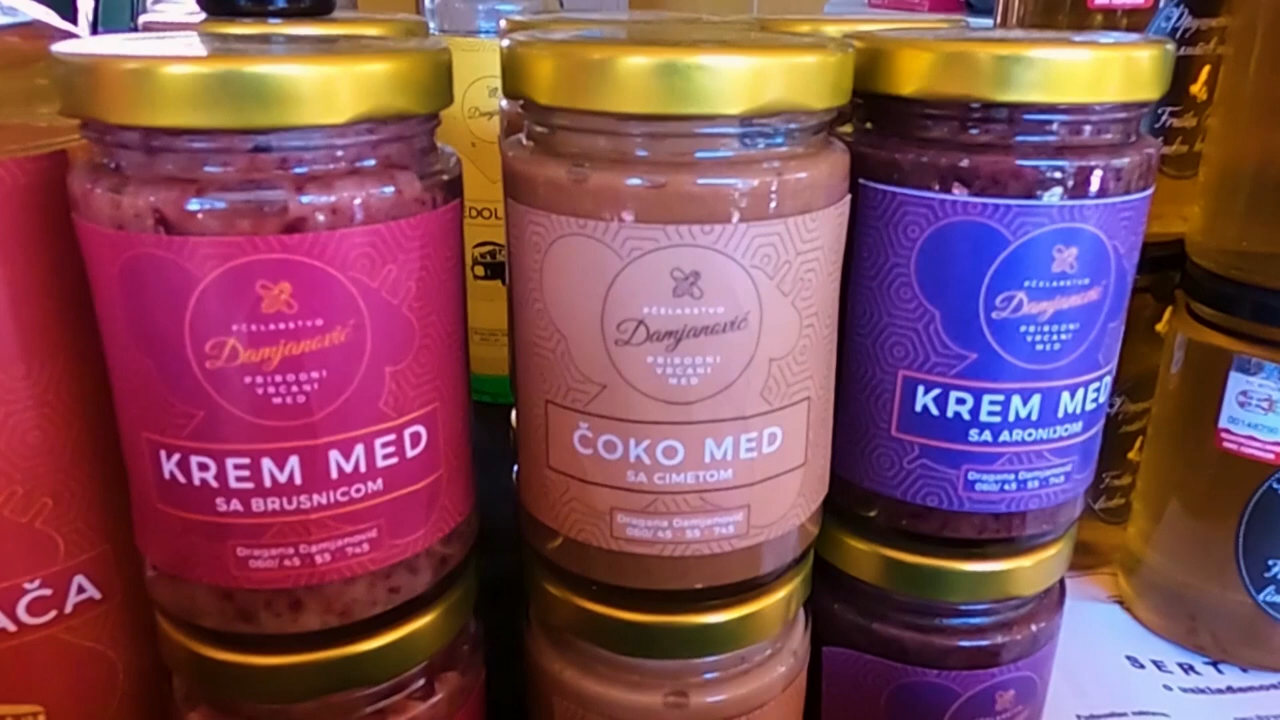 PČELARSTVO
Damjanović
PRIRODNI
VRCANI
MED
KREM MED
SA BRUSNICOM
Dragana Damjanović
060/ 45 - 55 - 745
PČELARSTVO
Damjanović
PRIRODNI
VRCANI
MED
ČOKO MED
SA CIMETOM
Dragana Damjanović
060/ 45 - 55 - 745
PČELARSTVO
Damjanović
PRIRODNI
VRCANI
MED
KREM MED
SA ARONIJOM
Dragana Damjanović
060/ 45 - 55 - 745
AČA
SERT